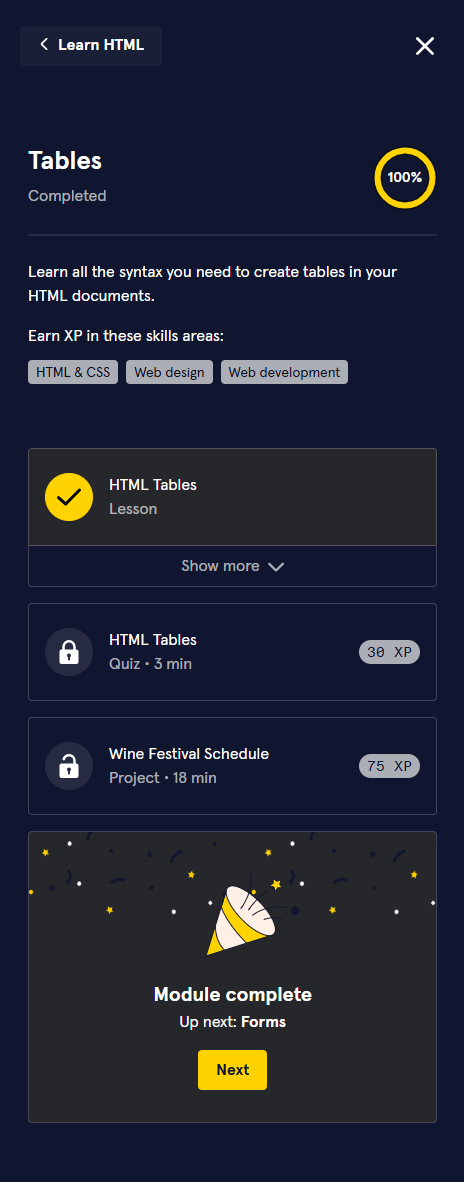 Learn HTML
Tables
100%
Completed
Learn all the syntax you need to create tables in your
HTML documents.
Earn XP in these skills areas:
HTML & CSS Web design Web development
HTML Tables
Lesson
Show more
HTML Tables
Quiz • 3 min
30 XP
Wine Festival Schedule
Project • 18 min
75 XP
Module complete
Up next: Forms
Next